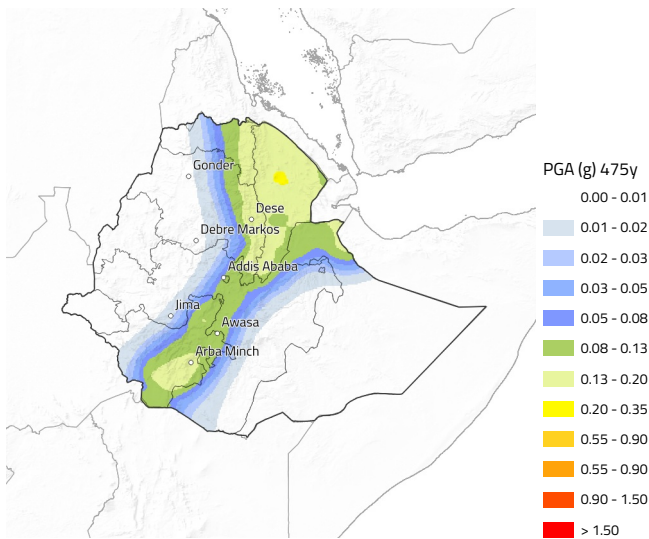 Gonder
Dese
Debre Markos
Addis Ababa
Jima
Awasa
Arba Minch
PGA (g) 475y
0.00 - 0.01
0.01 - 0.02
0.02 - 0.03
0.03 - 0.05
0.05 - 0.08
0.08 - 0.13
0.13 - 0.20
0.20 - 0.35
0.55 - 0.90
0.55 - 0.90
0.90 - 1.50
> 1.50